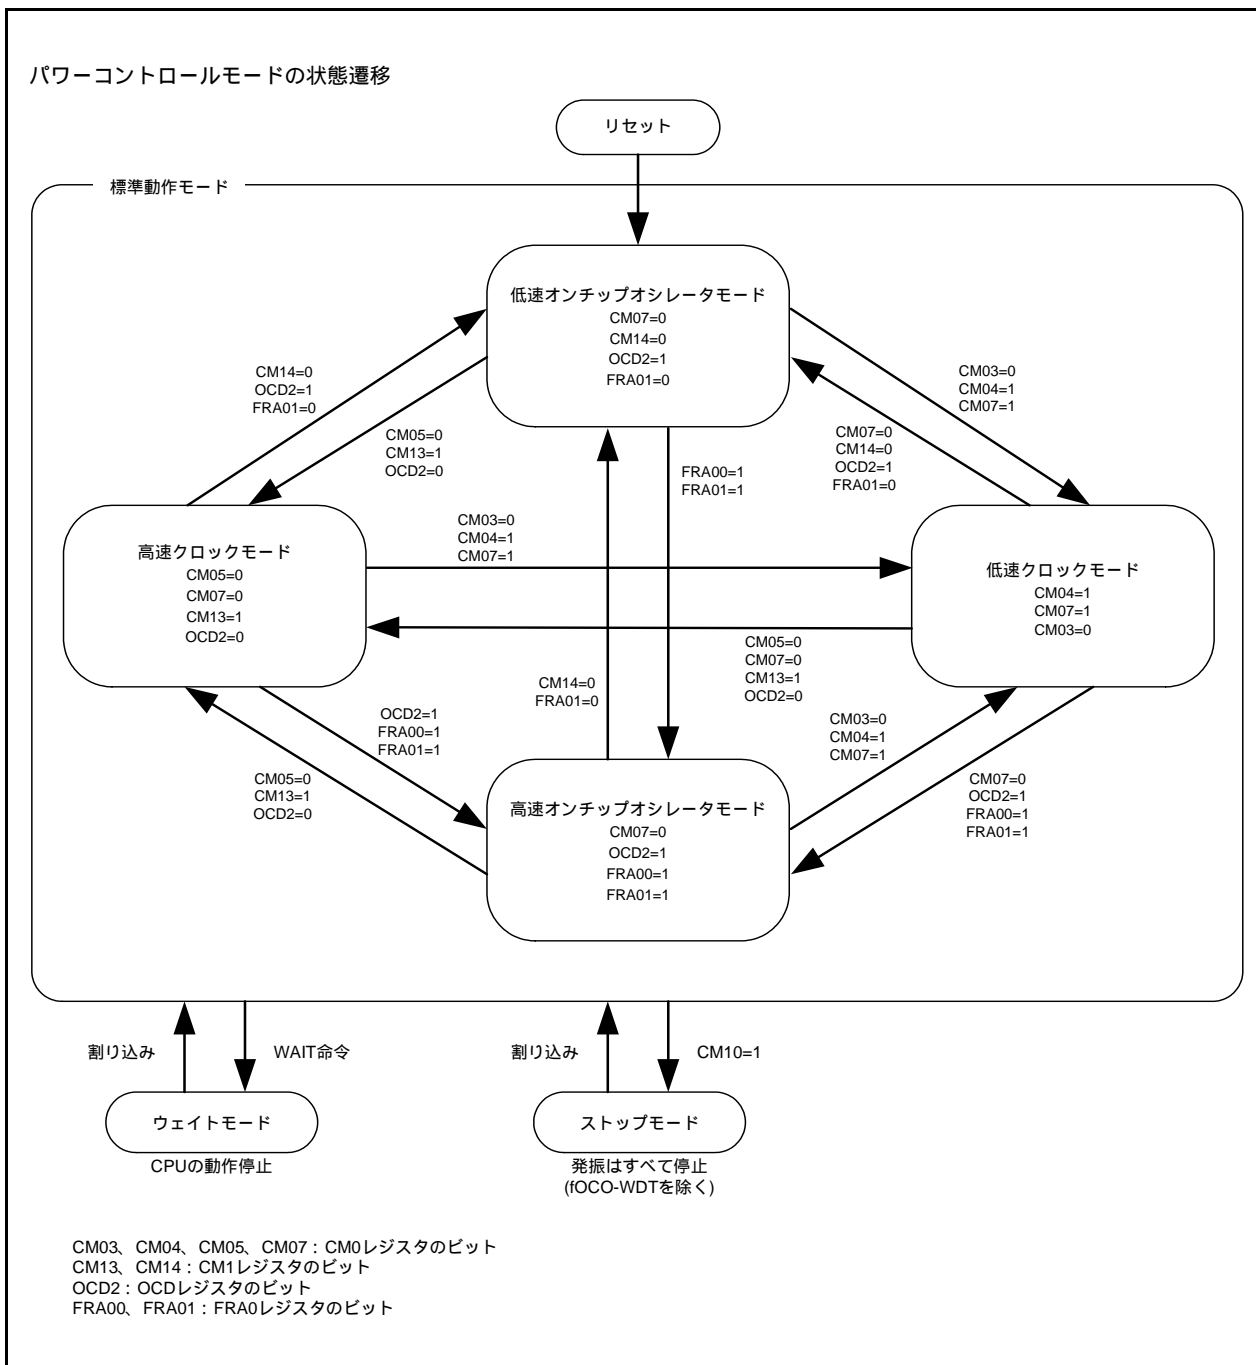 パワーコントロールモードの状態遷移
リセット
標準動作モード
低速オンチップオシレータモード
CM07=0
CM14=0
OCD2=1
FRA01=0
CM14=0
OCD2=1
FRA01=0
CM03=0
CM04=1
CM07=1
CM05=0
CM13=1
OCD2=0
CM07=0
CM14=0
OCD2=1
FRA01=0
FRA00=1
FRA01=1
高速クロックモード
CM05=0
CM07=0
CM13=1
OCD2=0
CM03=0
CM04=1
CM07=1
低速クロックモード
CM04=1
CM07=1
CM03=0
CM05=0
CM07=0
CM13=1
OCD2=0
CM14=0
FRA01=0
OCD2=1
FRA00=1
FRA01=1
CM03=0
CM04=1
CM07=1
CM05=0
CM13=1
OCD2=0
CM07=0
OCD2=1
FRA00=1
FRA01=1
高速オンチップオシレータモード
CM07=0
OCD2=1
FRA00=1
FRA01=1
割り込み
WAIT命令
割り込み
CM10=1
ウェイトモード
CPUの動作停止
ストップモード
発振はすべて停止
(fOCO-WDTを除く)
CM03、CM04、CM05、CM07：CM0レジスタのビット
CM13、CM14：CM1レジスタのビット
OCD2：OCDレジスタのビット
FRA00、FRA01：FRA0レジスタのビット